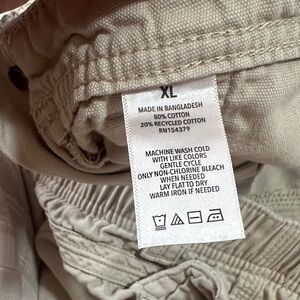 XL
MADE IN BANGLADESH
80% COTTON
20% RECYCLED COTTON
RN154379
MACHINE WASH COLD
WITH LIKE COLORS
GENTLE CYCLE
ONLY NON-CHLORINE BLEACH
WHEN NEEDED
LAY FLAT TO DRY
WARM IRON IF NEEDED